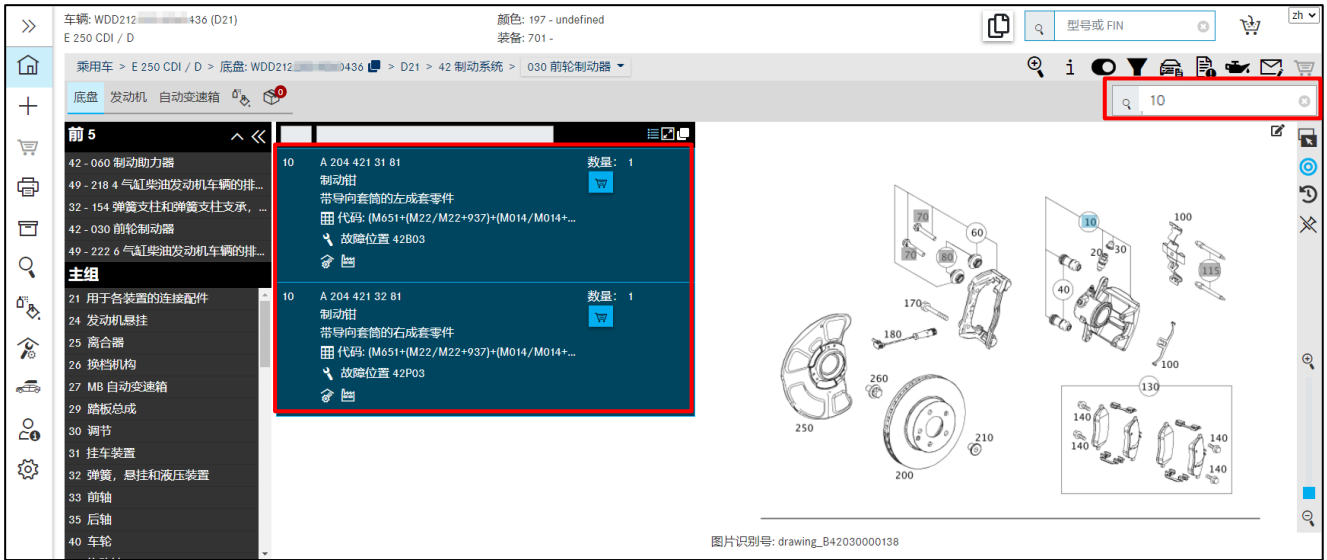 车辆: WDD212 436 (D21)
E 250 CDI / D
颜色: 197 - undefined
装备: 701 -
型号或 FIN
zh
乘用车 > E 250 CDI / D > 底盘: WDD212 0436 > D21 > 42 制动系统 > 030 前轮制动器
i
底盘 发动机 自动变速箱 0
10
前 5
42 - 060 制动助力器
49 - 218 4 气缸柴油发动机车辆的排...
32 - 154 弹簧支柱和弹簧支柱支承, ...
42 - 030 前轮制动器
49 - 222 6 气缸柴油发动机车辆的排...
主组
21 用于各装置的连接配件
24 发动机悬挂
25 离合器
26 换档机构
27 MB 自动变速箱
29 踏板总成
30 调节
31 挂车装置
32 弹簧，悬挂和液压装置
33 前轴
35 后轴
40 车轮
10 A 204 421 31 81 数量: 1
制动钳
带导向套筒的左成套零件
代码: (M651+(M22/M22+937)+(M014/M014+...
故障位置 42B03
10 A 204 421 32 81 数量: 1
制动钳
带导向套筒的右成套零件
代码: (M651+(M22/M22+937)+(M014/M014+...
故障位置 42P03
70
60
70
80
10
20
30
100
115
40
170
180
100
130
260
140
140
140
140
250
210
200
图片识别号: drawing_B42030000138